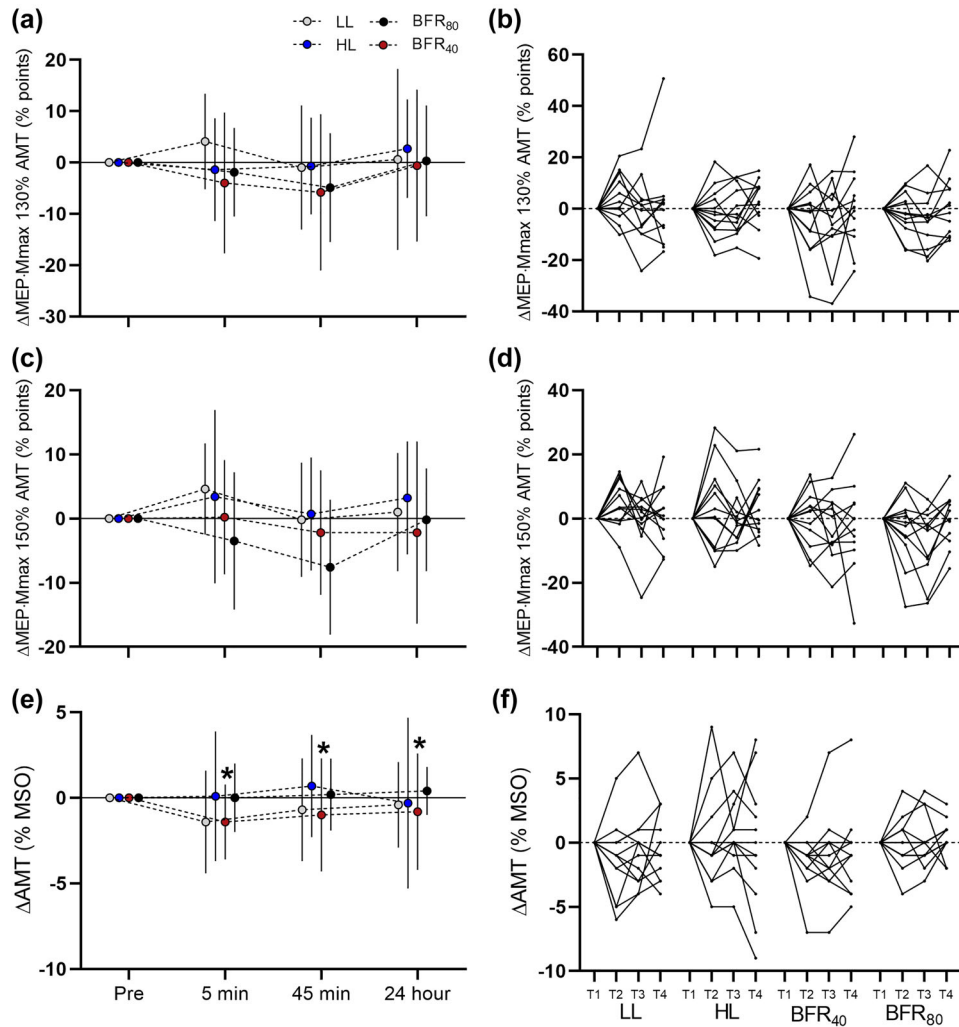 (a)
LL
BFR80
HL
BFR40
ΔMEP·Mmax 130% AMT (% points)
20
10
0
-10
-20
-30
(b)
ΔMEP·Mmax 130% AMT (% points)
60
40
20
0
-20
-40
(c)
ΔMEP·Mmax 150% AMT (% points)
20
10
0
-10
-20
(d)
ΔMEP·Mmax 150% AMT (% points)
40
20
0
-20
-40
(e)
ΔAMT (% MSO)
5
0
-5
-10
* * *
Pre 5 min 45 min 24 hour
(f)
ΔAMT (% MSO)
10
5
0
-5
-10
T1 T2 T3 T4 T1 T2 T3 T4 T1 T2 T3 T4 T1 T2 T3 T4
LL HL BFR40 BFR80